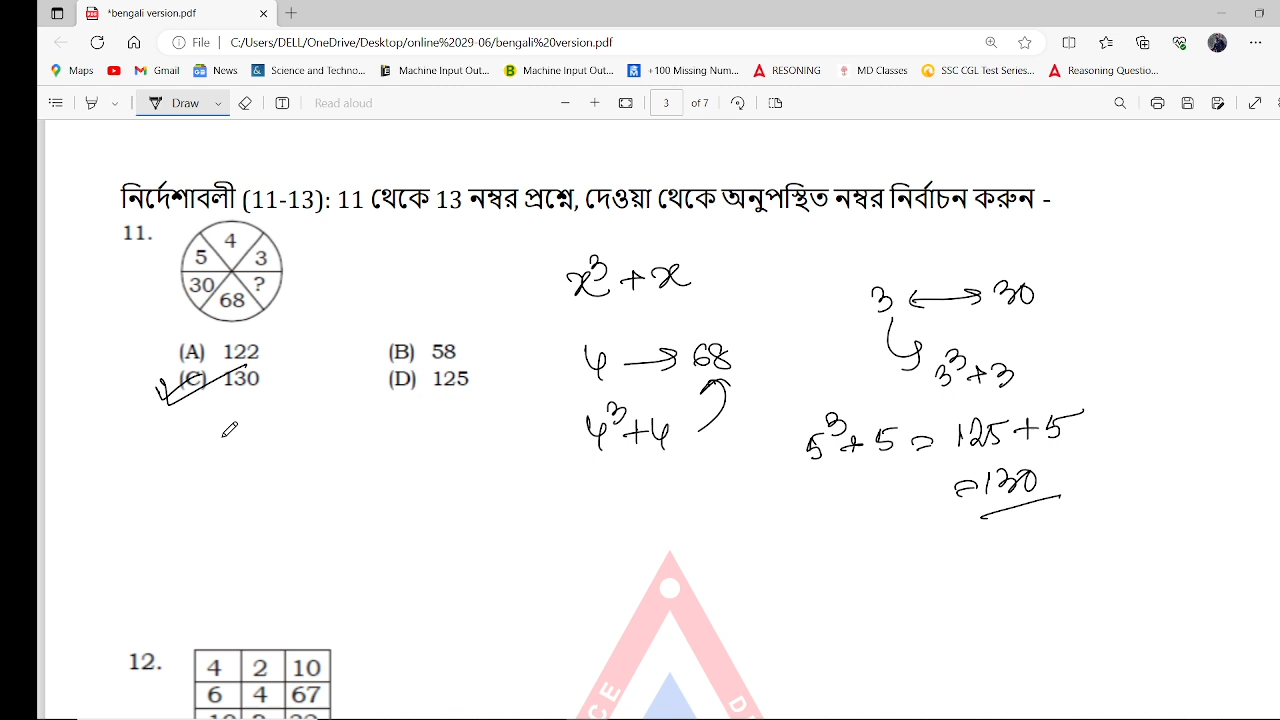 *bengali version.pdf
File C:/Users/DELL/OneDrive/Desktop/online%2029-06/bengali%20version.pdf
Maps Gmail News Science and Techno... Machine Input Out... Machine Input Out... +100 Missing Num... RESONING MD Classes SSC CGL Test Series... Reasoning Questio...
Draw Read aloud 3 of 7
নির্দেশাবলী (11-13): 11 থেকে 13 নম্বর প্রশ্নে, দেওয়া থেকে অনুপস্থিত নম্বর নির্বাচন করুন -
11.
4
5 3
30 ?
68
(A) 122 (B) 58
(C) 130 (D) 125
x³ + x
4 → 68
4³+4
3 ↔ 30
3³+3
5³+5 = 125+5
=130
12.
4 2 10
6 4 67